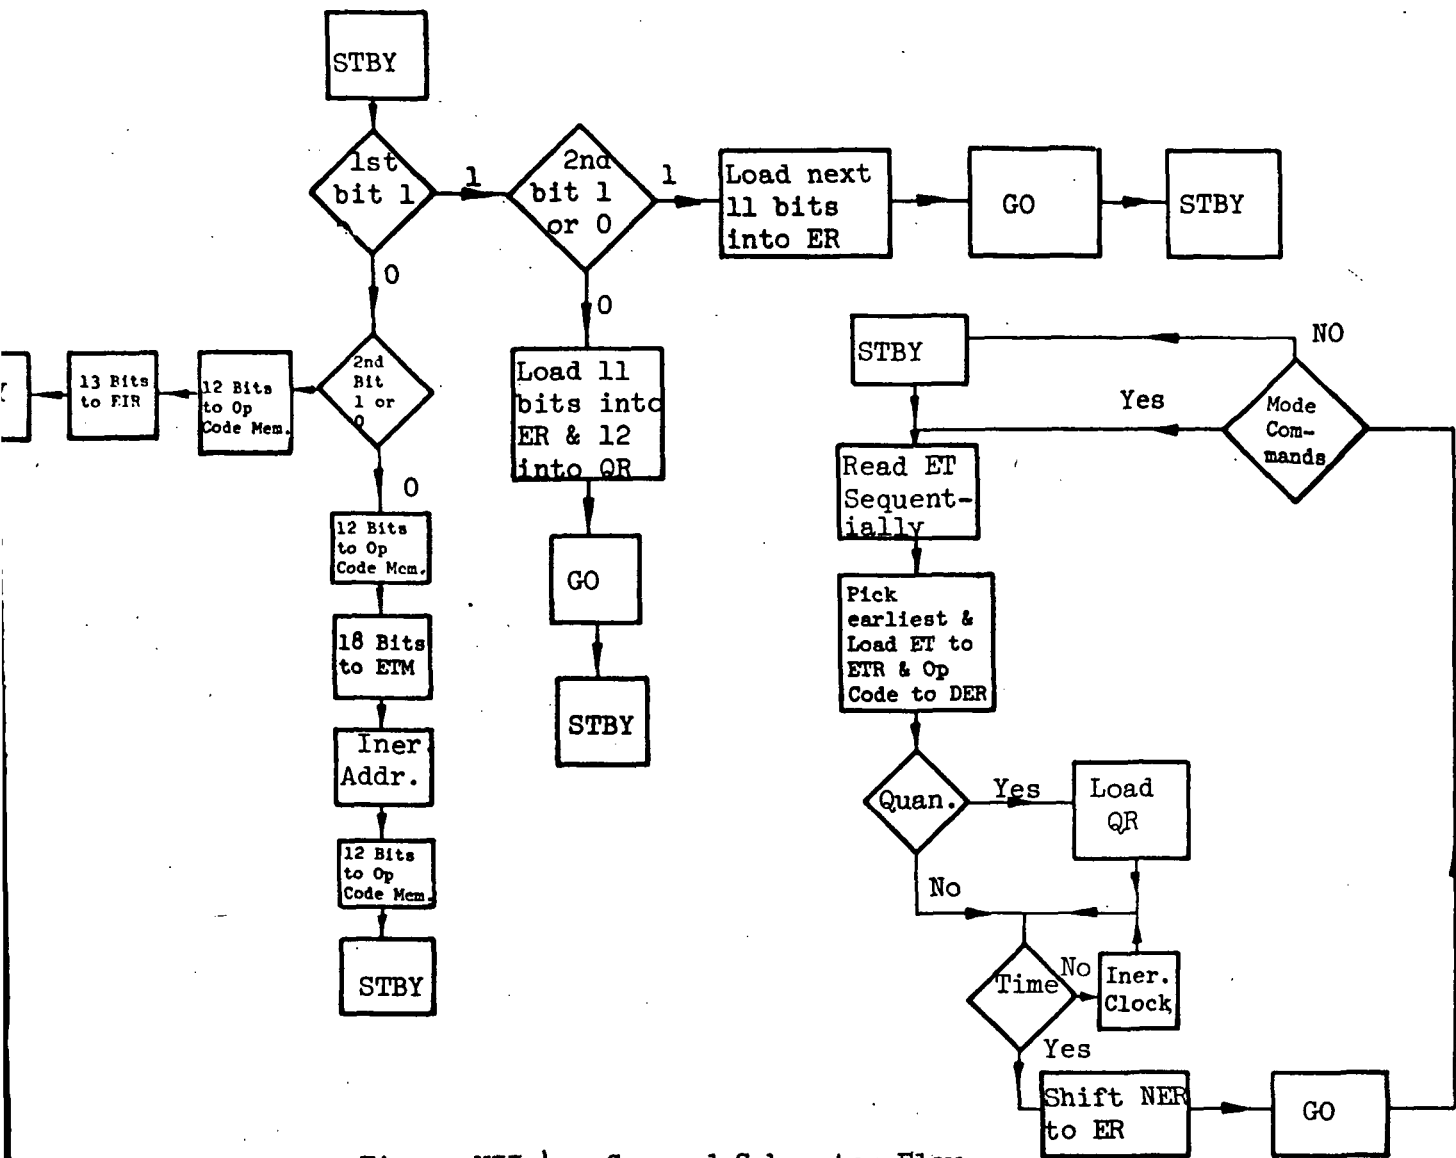 STBY
1st
bit 1
1
2nd
bit 1
or 0
1
Load next
11 bits
into ER
GO
STBY
0
0
2nd
Bit
1 or
0
12 Bits
to Op
Code Mem.
13 Bits
to EIR
0
12 Bits
to Op
Code Mem.
18 Bits
to ETM
Iner
Addr.
12 Bits
to Op
Code Mem.
STBY
Load 11
bits into
ER & 12
into QR
GO
STBY
STBY
NO
Yes
Mode
Com-
mands
Read ET
Sequent-
ially
Pick
earliest &
Load ET to
ETR & Op
Code to DER
Quan.
Yes
Load
QR
No
Time
No
Iner.
Clock
Yes
Shift NER
to ER
GO